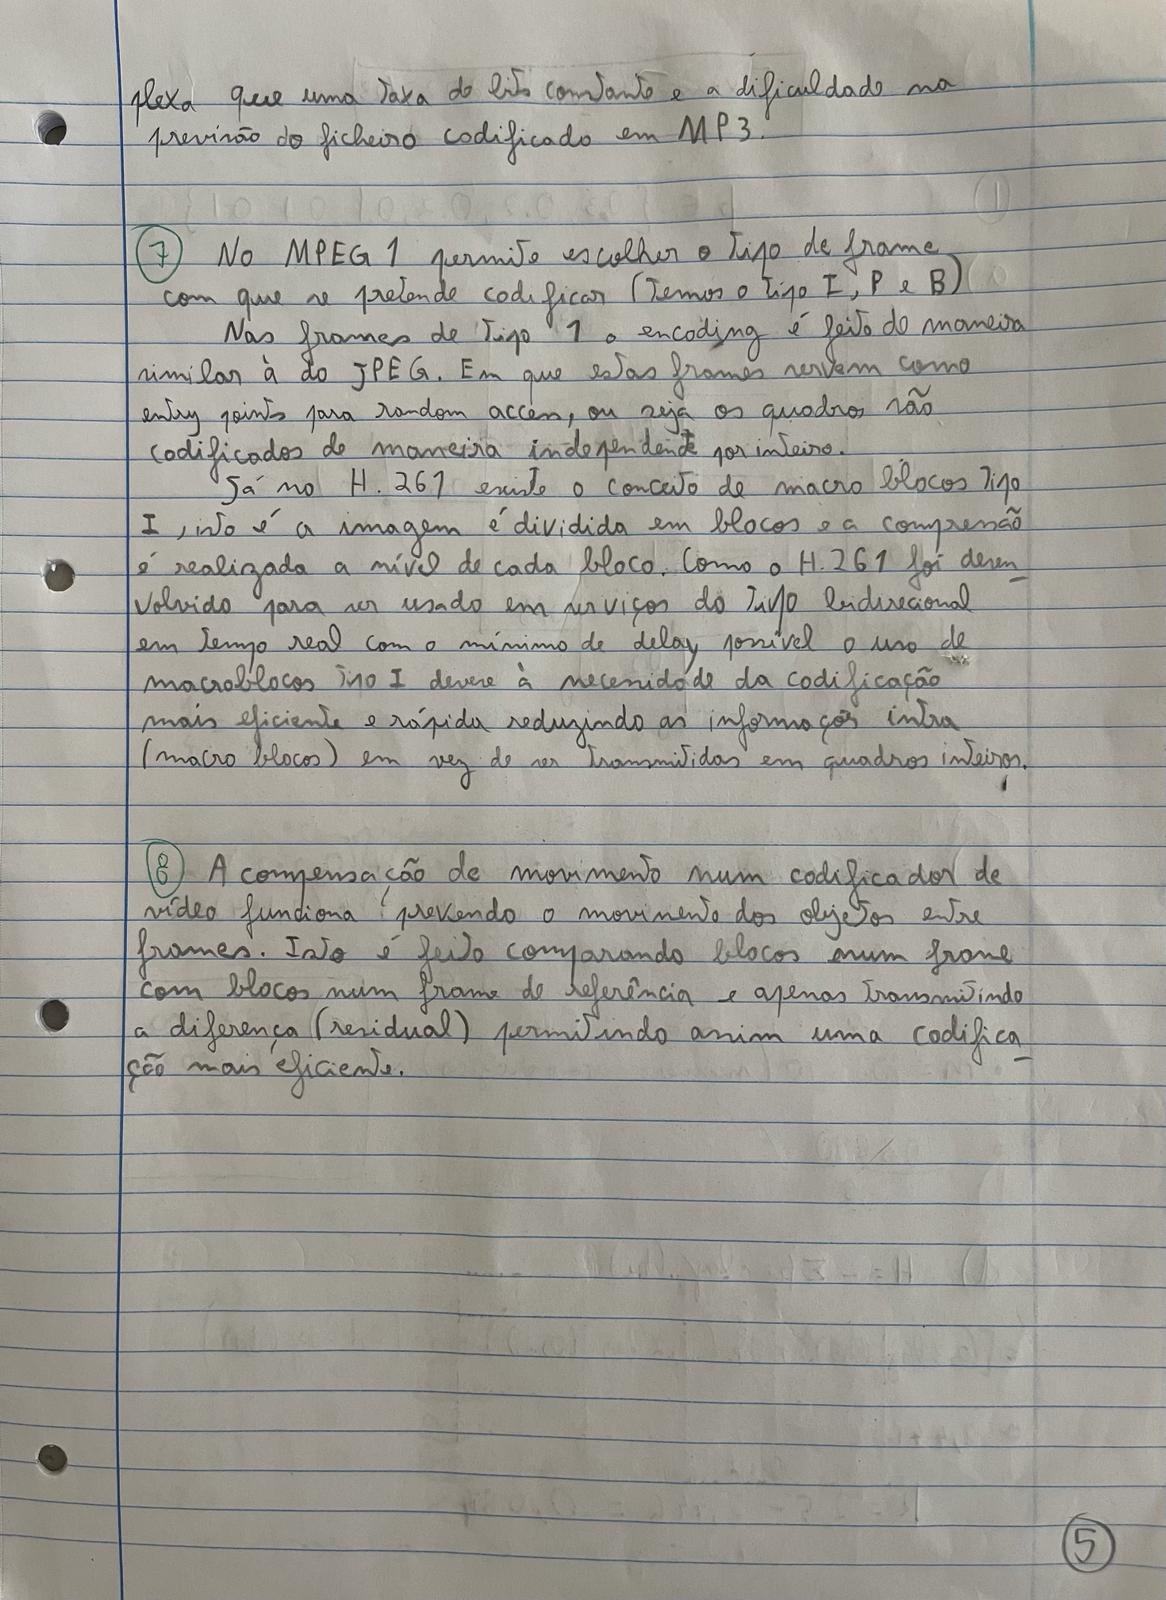 plexa que uma taxa de bits constante e a dificuldade na
previsão do ficheiro codificado em MP3.
7 No MPEG 1 permite escolher o tipo de frame
com que se pretende codificar (temos o tipo I, P e B)
Nas frames de tipo 1 o encoding é feito de maneira
similar à do JPEG. Em que estas frames servem como
entry points para random access, ou seja os quadros são
codificados de maneira independente por inteiro.
Já no H.261 existe o conceito de macro blocos tipo
I, isto é a imagem é dividida em blocos e a compressão
é realizada a nível de cada bloco. Como o H.261 foi desen_
volvido para ser usado em serviços do tipo bidirecional
em tempo real com o mínimo de delay possível o uso de
macroblocos tipo I deve à necessidade da codificação
mais eficiente e rápida reduzindo as informações intra
(macro blocos) em vez de ser transmitidas em quadros inteiros.
8 A compensação de movimento num codificador de
vídeo funciona prevendo o movimento dos objetos entre
frames. Isto é feito comparando blocos num frame
com blocos num frame de referência e apenas transmitindo
a diferença (residual) permitindo assim uma codifica_
ção mais eficiente.
5